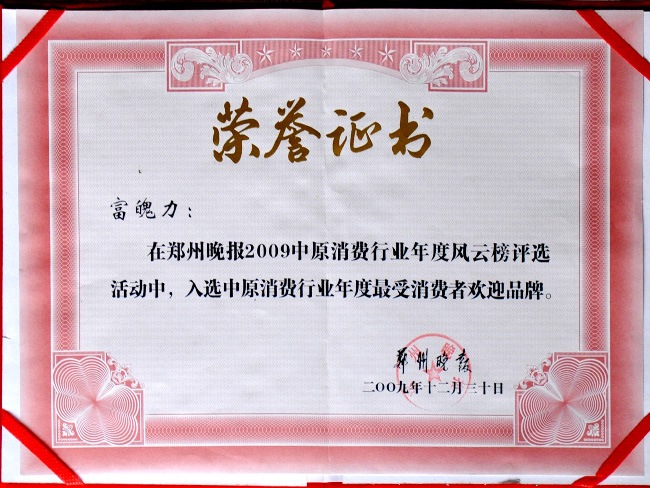 荣誉证书
富魄力：
在郑州晚报2009中原消费行业年度风云榜评选
活动中，入选中原消费行业年度最受消费者欢迎品牌。
郑州晚报
二〇〇九年十二月三十日